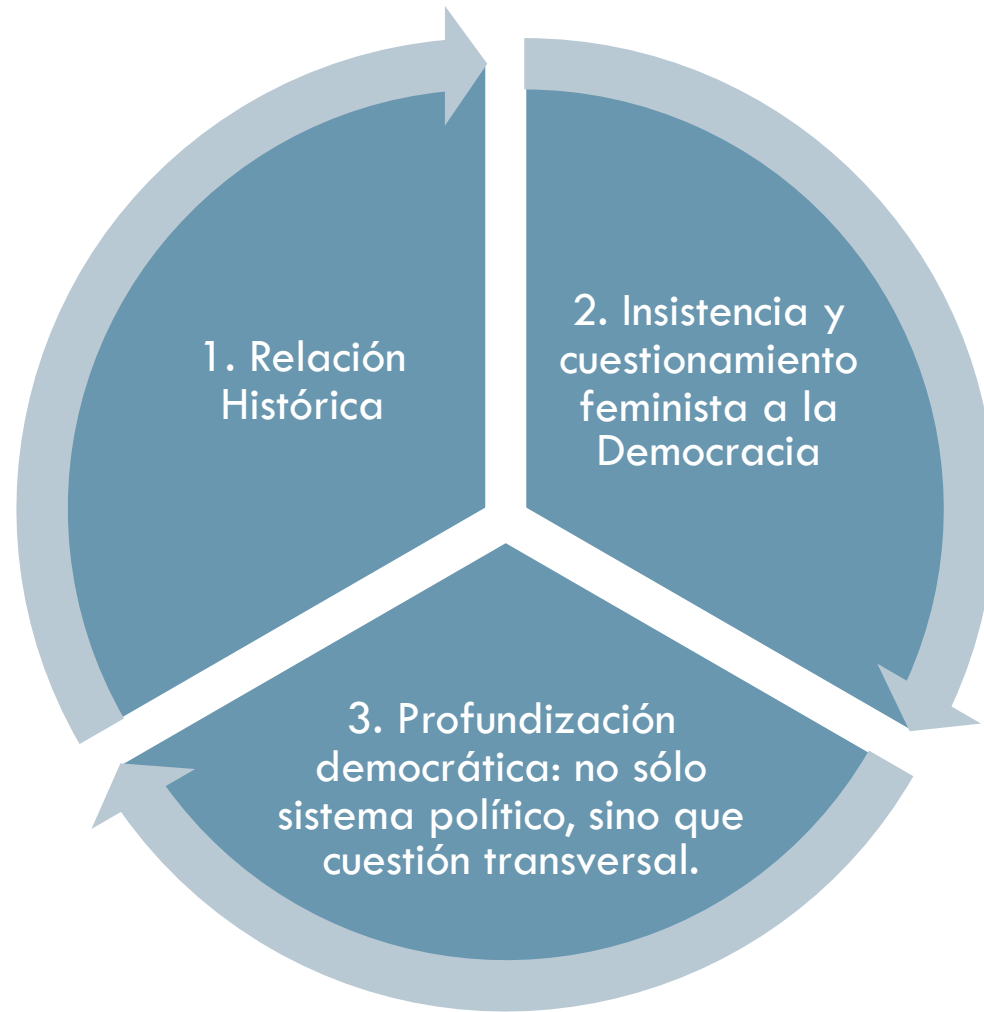 1. Relación
Histórica
2. Insistencia y
cuestionamiento
feminista a la
Democracia
3. Profundización
democrática: no sólo
sistema político, sino que
cuestión transversal.